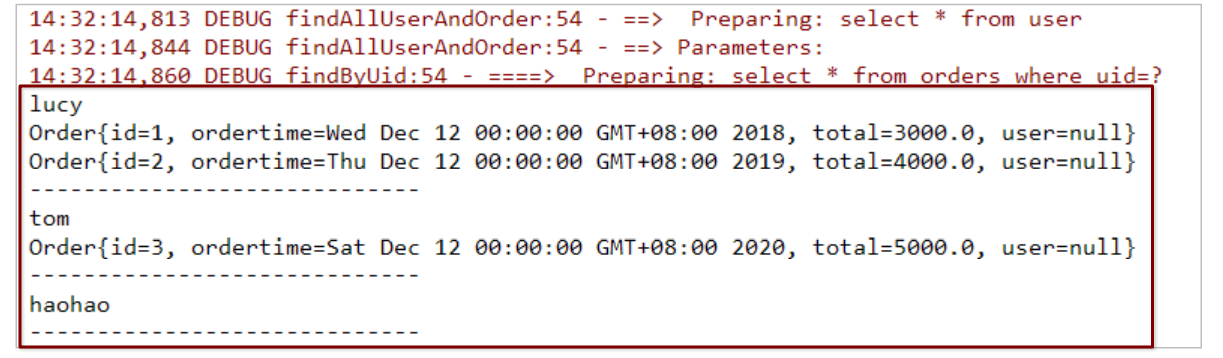 14:32:14,813 DEBUG findAllUserAndOrder:54 - ==>  Preparing: select * from user
14:32:14,844 DEBUG findAllUserAndOrder:54 - ==> Parameters:
14:32:14,860 DEBUG findByUid:54 - ====>  Preparing: select * from orders where uid=?
lucy
Order{id=1, ordertime=Wed Dec 12 00:00:00 GMT+08:00 2018, total=3000.0, user=null}
Order{id=2, ordertime=Thu Dec 12 00:00:00 GMT+08:00 2019, total=4000.0, user=null}
-----------------------------
tom
Order{id=3, ordertime=Sat Dec 12 00:00:00 GMT+08:00 2020, total=5000.0, user=null}
-----------------------------
haohao
-----------------------------